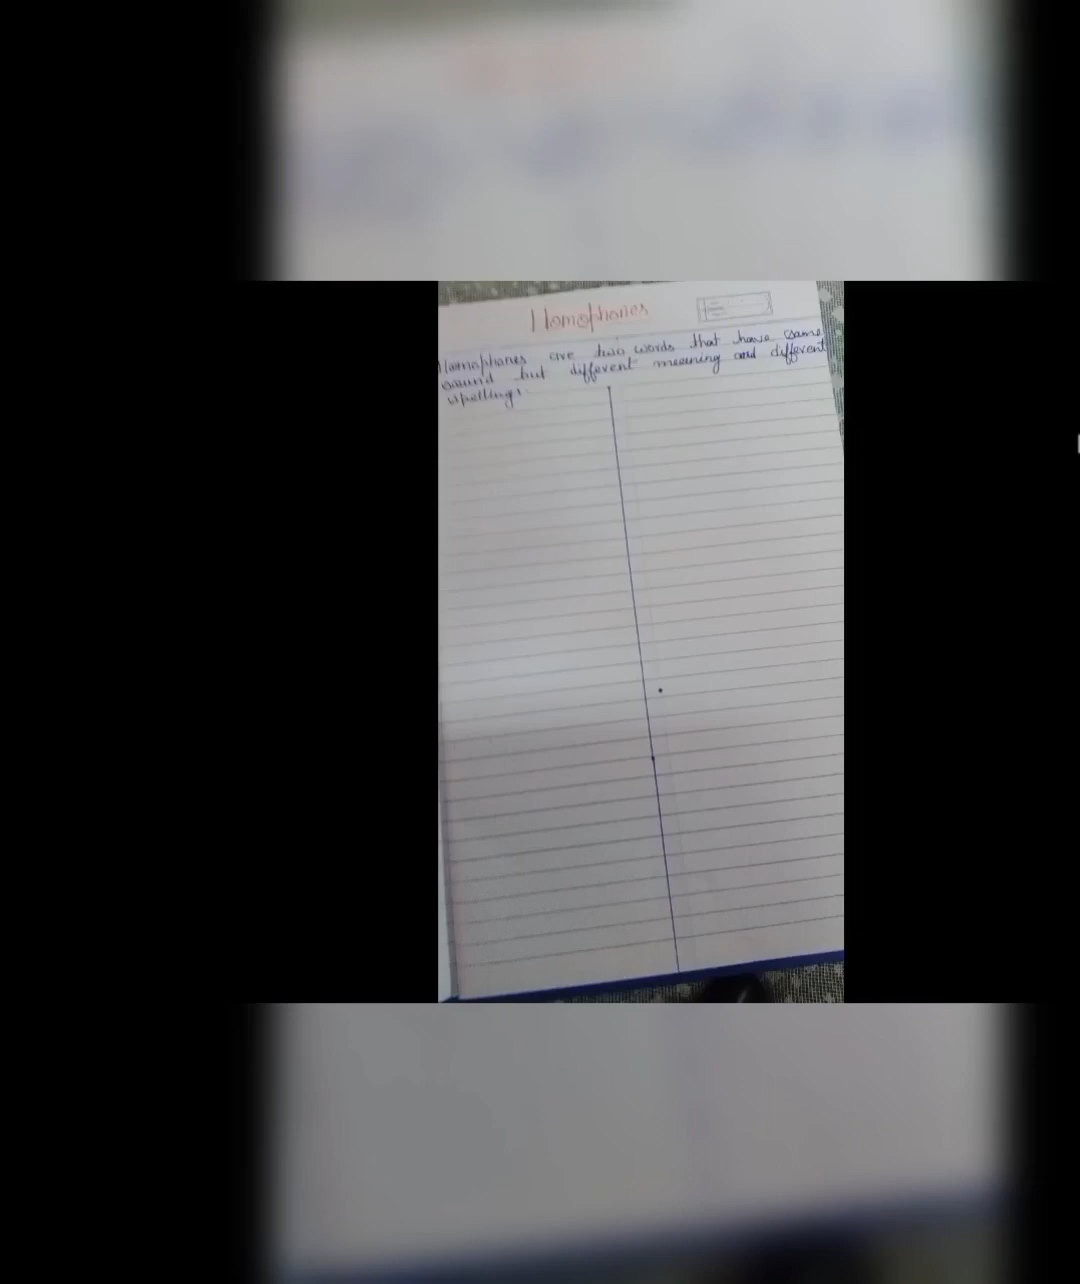 Homophones
Homophones are two words that have same
sound but different meaning and different
spellings.